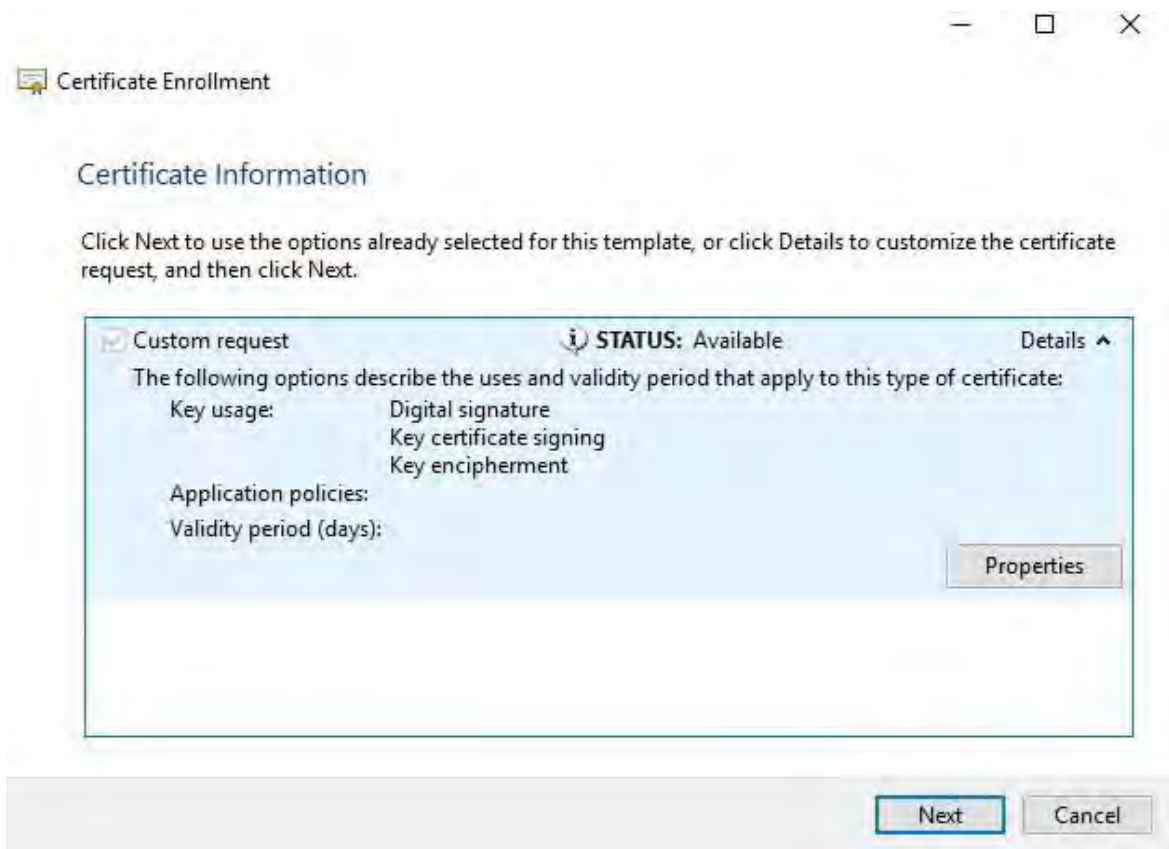 Certificate Enrollment
Certificate Information
Click Next to use the options already selected for this template, or click Details to customize the certificate
request, and then click Next.
Custom request STATUS: Available Details
The following options describe the uses and validity period that apply to this type of certificate:
Key usage: Digital signature
Key certificate signing
Key encipherment
Application policies:
Validity period (days):
Properties
Next Cancel